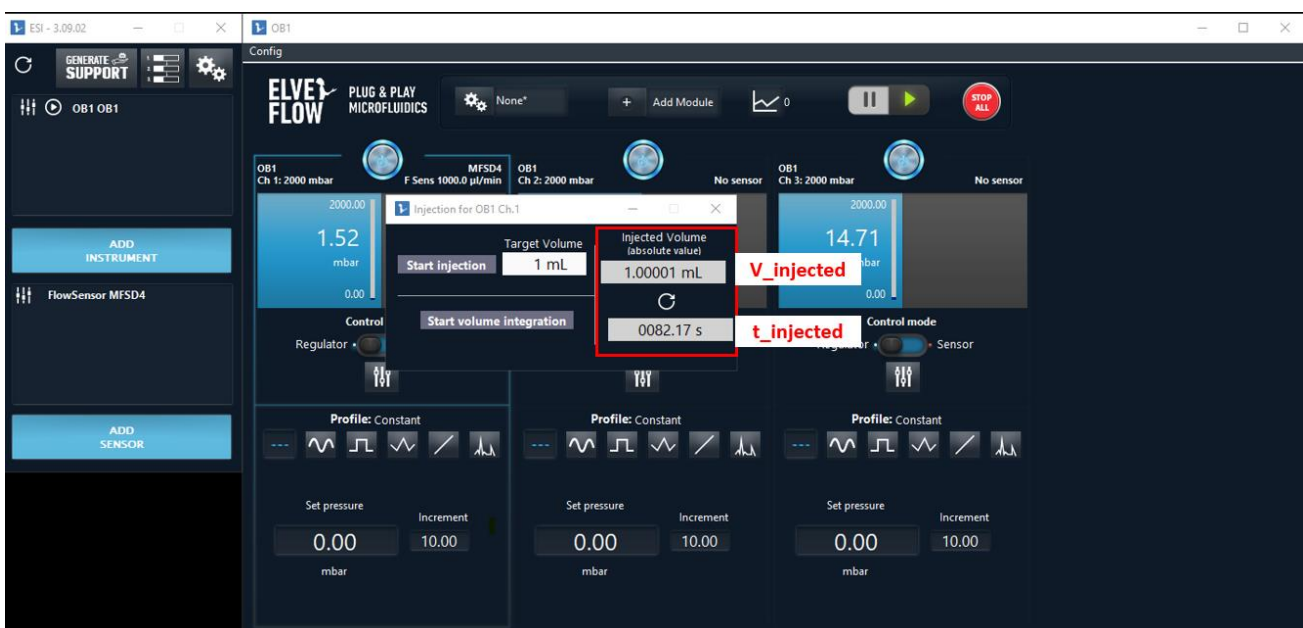 ESI - 3.09.02
OB1
Config
GENERATE
SUPPORT
OB1 OB1
ELVE
FLOW
PLUG & PLAY
MICROFLUIDICS
None*
+ Add Module
0
STOP
ALL
OB1
Ch 1: 2000 mbar
MFSD4
F Sens 1000.0 µl/min
OB1
Ch 2: 2000 mbar
No sensor
OB1
Ch 3: 2000 mbar
No sensor
2000.00
1.52
mbar
0.00
Injection for OB1 Ch.1
Target Volume
Start injection
1 mL
Start volume integration
Injected Volume
(absolute value)
1.00001 mL
0082.17 s
V_injected
t_injected
2000.00
14.71
mbar
0.00
ADD
INSTRUMENT
FlowSensor MFSD4
ADD
SENSOR
Control
Regulator
Control mode
Regulator
Sensor
Profile: Constant
Profile: Constant
Profile: Constant
Set pressure
Increment
0.00
10.00
mbar
Set pressure
Increment
0.00
10.00
mbar
Set pressure
Increment
0.00
10.00
mbar